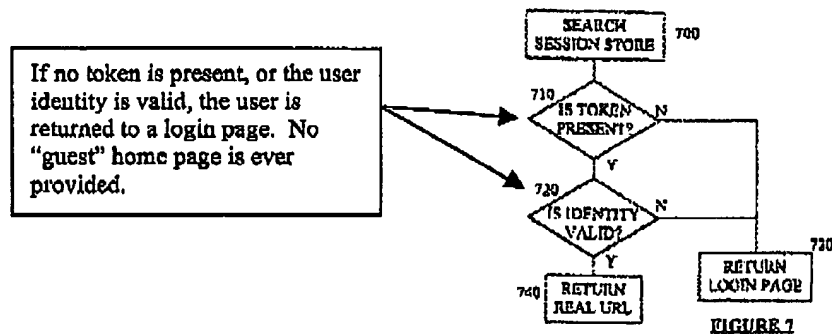 If no token is present, or the user
identity is valid, the user is
returned to a login page. No
“guest” home page is ever
provided.
SEARCH
SESSION STORE
700
710
IS TOKEN
PRESENT?
N
Y
720
IS IDENTITY
VALID?
N
Y
740
RETURN
REAL URL
730
RETURN
LOGIN PAGE
FIGURE 7